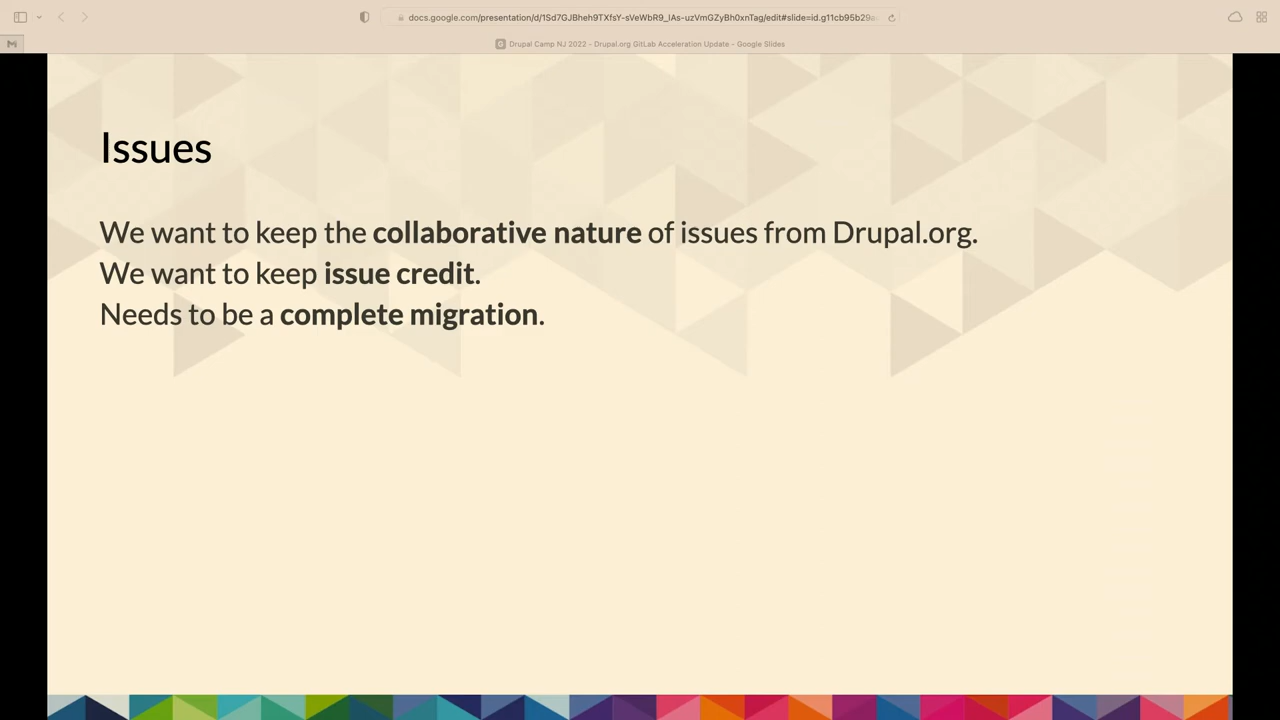 docs.google.com/presentation/d/1Sd7GJBheh9TXfsY-sVeWbR9_IAs-uzVmGZyBh0xnTag/edit#slide=id.g11cb95b29a
Drupal Camp NJ 2022 – Drupal.org GitLab Acceleration Update - Google Slides
Issues
We want to keep the collaborative nature of issues from Drupal.org.
We want to keep issue credit.
Needs to be a complete migration.